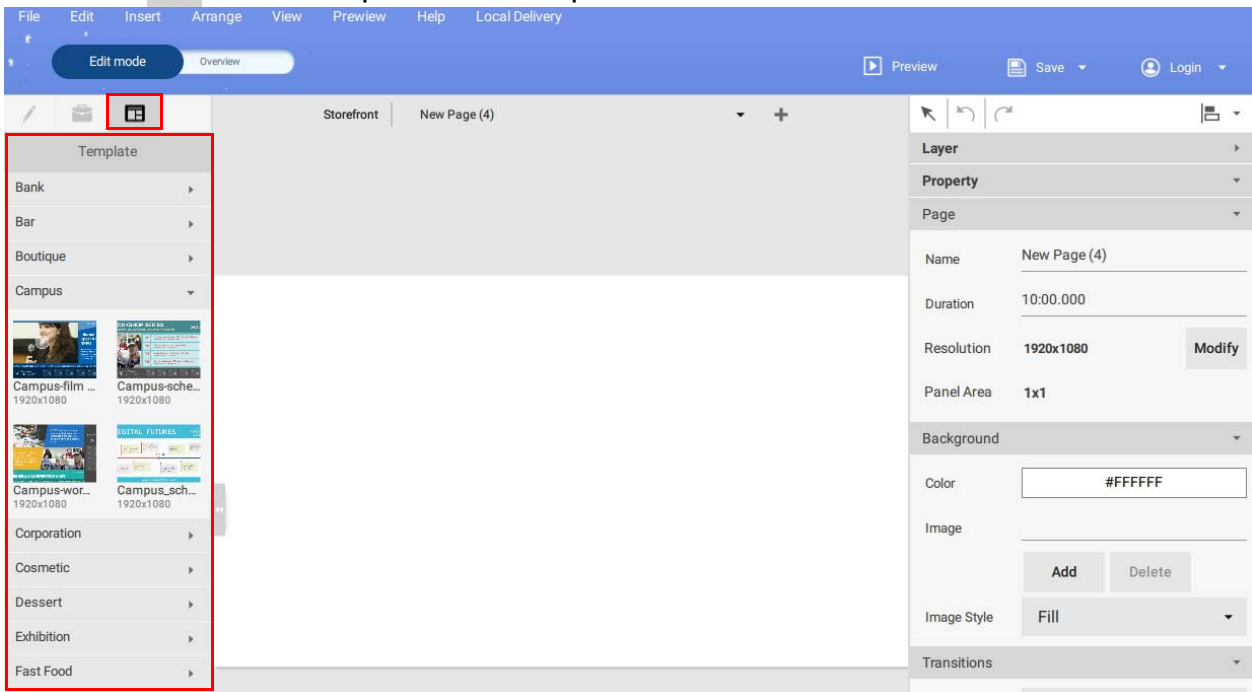 File Edit Insert Arrange View Prewiew Help Local Delivery
Edit mode Overview
Preview Save Login
Storefront New Page (4)
Template
Bank
Bar
Boutique
Campus
Campus-film ...
1920x1080
Campus-sche...
1920x1080
DIGITAL FUTURES
Campus-wor...
1920x1080
Campus_sch...
1920x1080
Corporation
Cosmetic
Dessert
Exhibition
Fast Food
Layer
Property
Page
Name New Page (4)
Duration 10:00.000
Resolution 1920x1080 Modify
Panel Area 1x1
Background
Color #FFFFFF
Image
Add Delete
Image Style Fill
Transitions